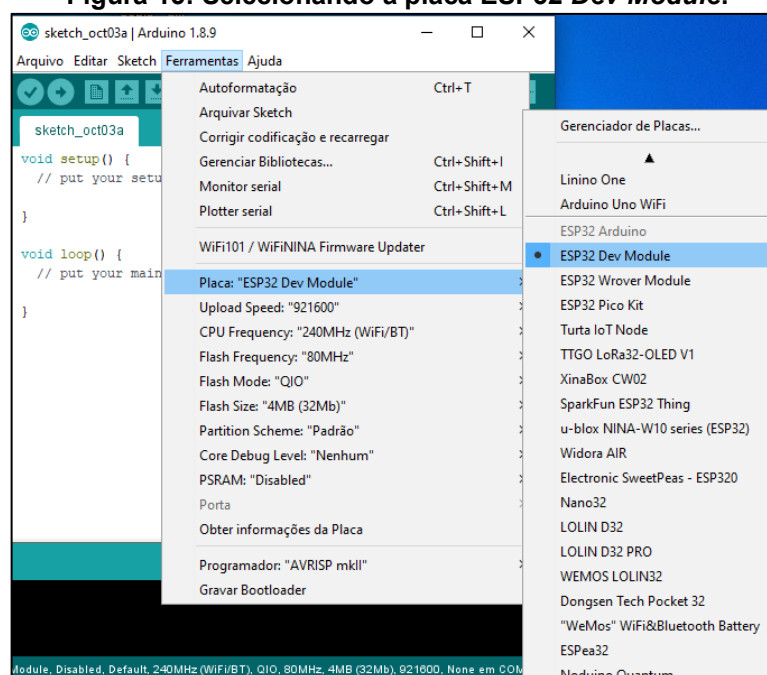 Figura 15: Selecionando a placa ESP32 Dev Module.
sketch_oct03a | Arduino 1.8.9
Arquivo Editar Sketch Ferramentas Ajuda
sketch_oct03a
void setup() {
// put your setu
}
void loop() {
// put your main
}
Autoformatação Ctrl+T
Arquivar Sketch
Corrigir codificação e recarregar
Gerenciar Bibliotecas... Ctrl+Shift+I
Monitor serial Ctrl+Shift+M
Plotter serial Ctrl+Shift+L
WiFi101 / WiFiNINA Firmware Updater
Placa: "ESP32 Dev Module"
Upload Speed: "921600"
CPU Frequency: "240MHz (WiFi/BT)"
Flash Frequency: "80MHz"
Flash Mode: "QIO"
Flash Size: "4MB (32Mb)"
Partition Scheme: "Padrão"
Core Debug Level: "Nenhum"
PSRAM: "Disabled"
Porta
Obter informações da Placa
Programador: "AVRISP mkII"
Gravar Bootloader
Gerenciador de Placas...
Linino One
Arduino Uno WiFi
ESP32 Arduino
ESP32 Dev Module
ESP32 Wrover Module
ESP32 Pico Kit
Turta IoT Node
TTGO LoRa32-OLED V1
XinaBox CW02
SparkFun ESP32 Thing
u-blox NINA-W10 series (ESP32)
Widora AIR
Electronic SweetPeas - ESP320
Nano32
LOLIN D32
LOLIN D32 PRO
WEMOS LOLIN32
Dongsen Tech Pocket 32
"WeMos" WiFi&Bluetooth Battery
ESPea32
Noduino Quantum
Module, Disabled, Default, 240MHz (WiFi/BT), QIO, 80MHz, 4MB (32Mb), 921600, None em COM